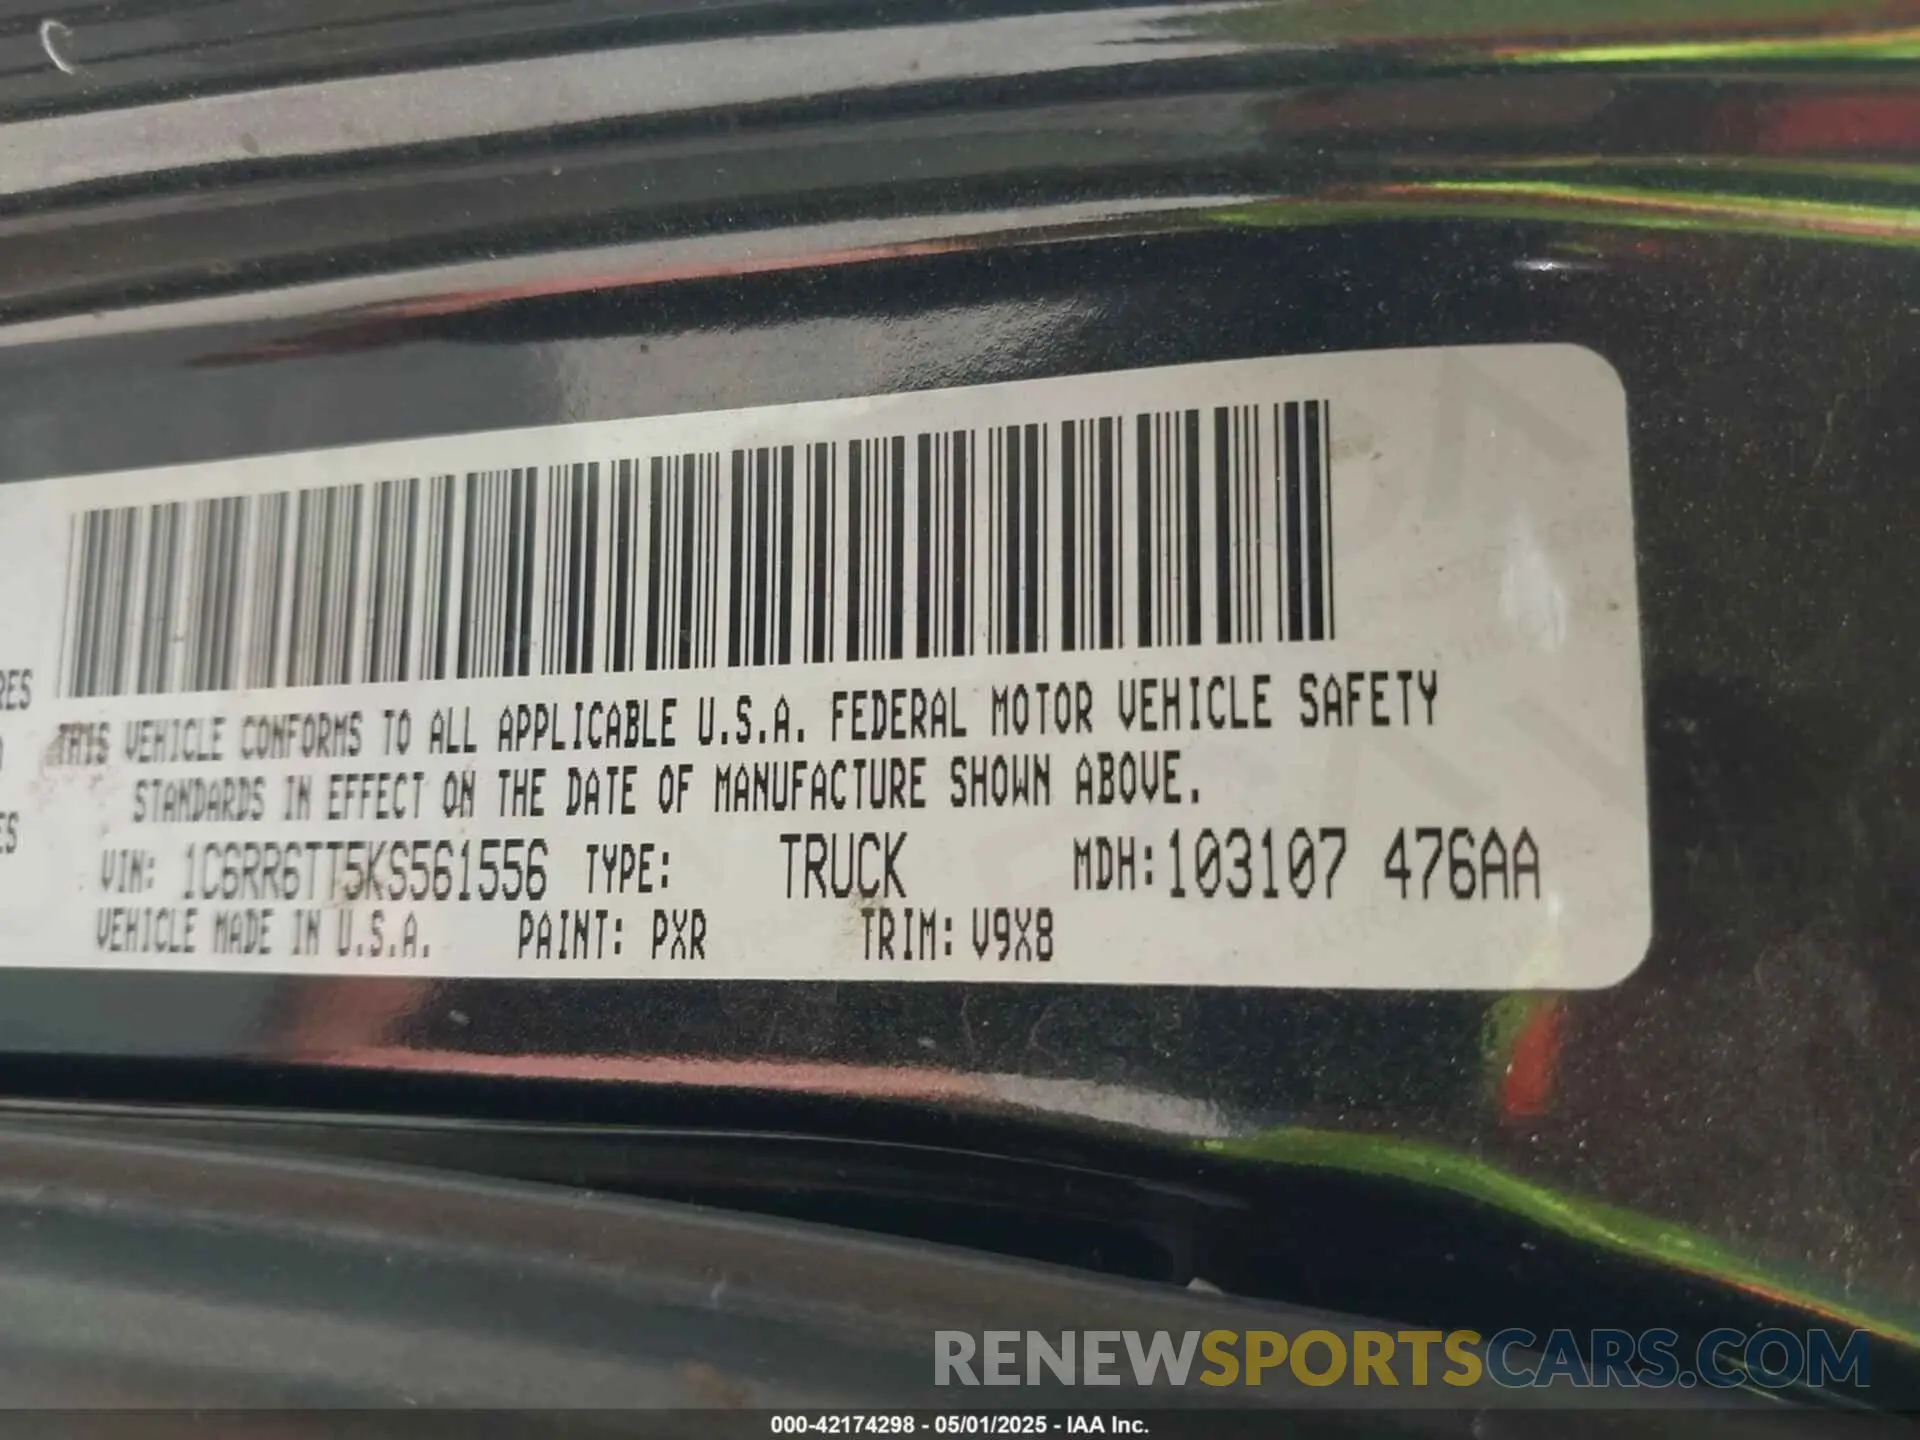 RES
THIS VEHICLE CONFORMS TO ALL APPLICABLE U.S.A. FEDERAL MOTOR VEHICLE SAFETY
STANDARDS IN EFFECT ON THE DATE OF MANUFACTURE SHOWN ABOVE.
ES
VIN: 1C6RR6TT5KS561556 TYPE: TRUCK MDH:103107 476AA
VEHICLE MADE IN U.S.A. PAINT: PXR TRIM: V9X8
RENEWSPORTSCARS.COM
000-42174298 - 05/01/2025 - IAA Inc.